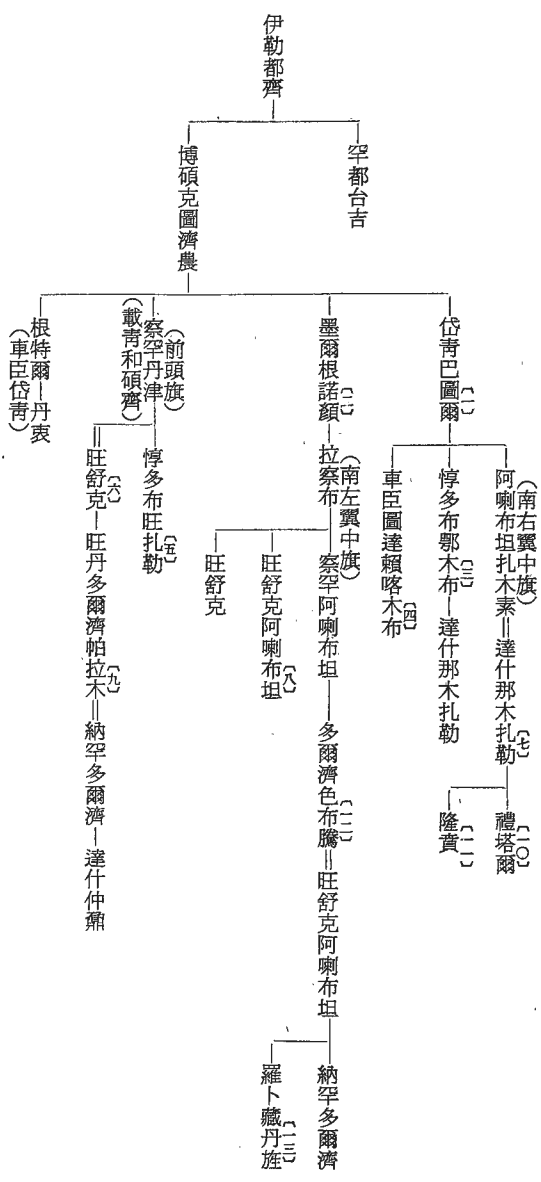 伊勒都齊
罕都台吉
博碩克圖濟農
岱靑巴圖爾〔一〕
墨爾根諾顏〔二〕
(前頭旗)
察罕丹津
(戴靑和碩齊)
根特爾—丹衷
(車臣岱靑)
(南右翼中旗)
阿喇布坦扎木素=達什那木扎勒〔七〕
惇多布鄂木布〔三〕—達什那木扎勒
車臣圖達賴喀木布〔四〕
禮塔爾〔一〇〕
隆賁〔一一〕
(南左翼中旗)
拉察布
察罕阿喇布坦—多爾濟色布騰〔一二〕=旺舒克阿喇布坦
旺舒克阿喇布坦〔八〕
旺舒克
納罕多爾濟
羅卜藏丹旌〔一三〕
惇多布旺扎勒〔五〕
=旺舒克〔六〕—旺丹多爾濟帕拉木〔九〕=納罕多爾濟—達什仲鼐